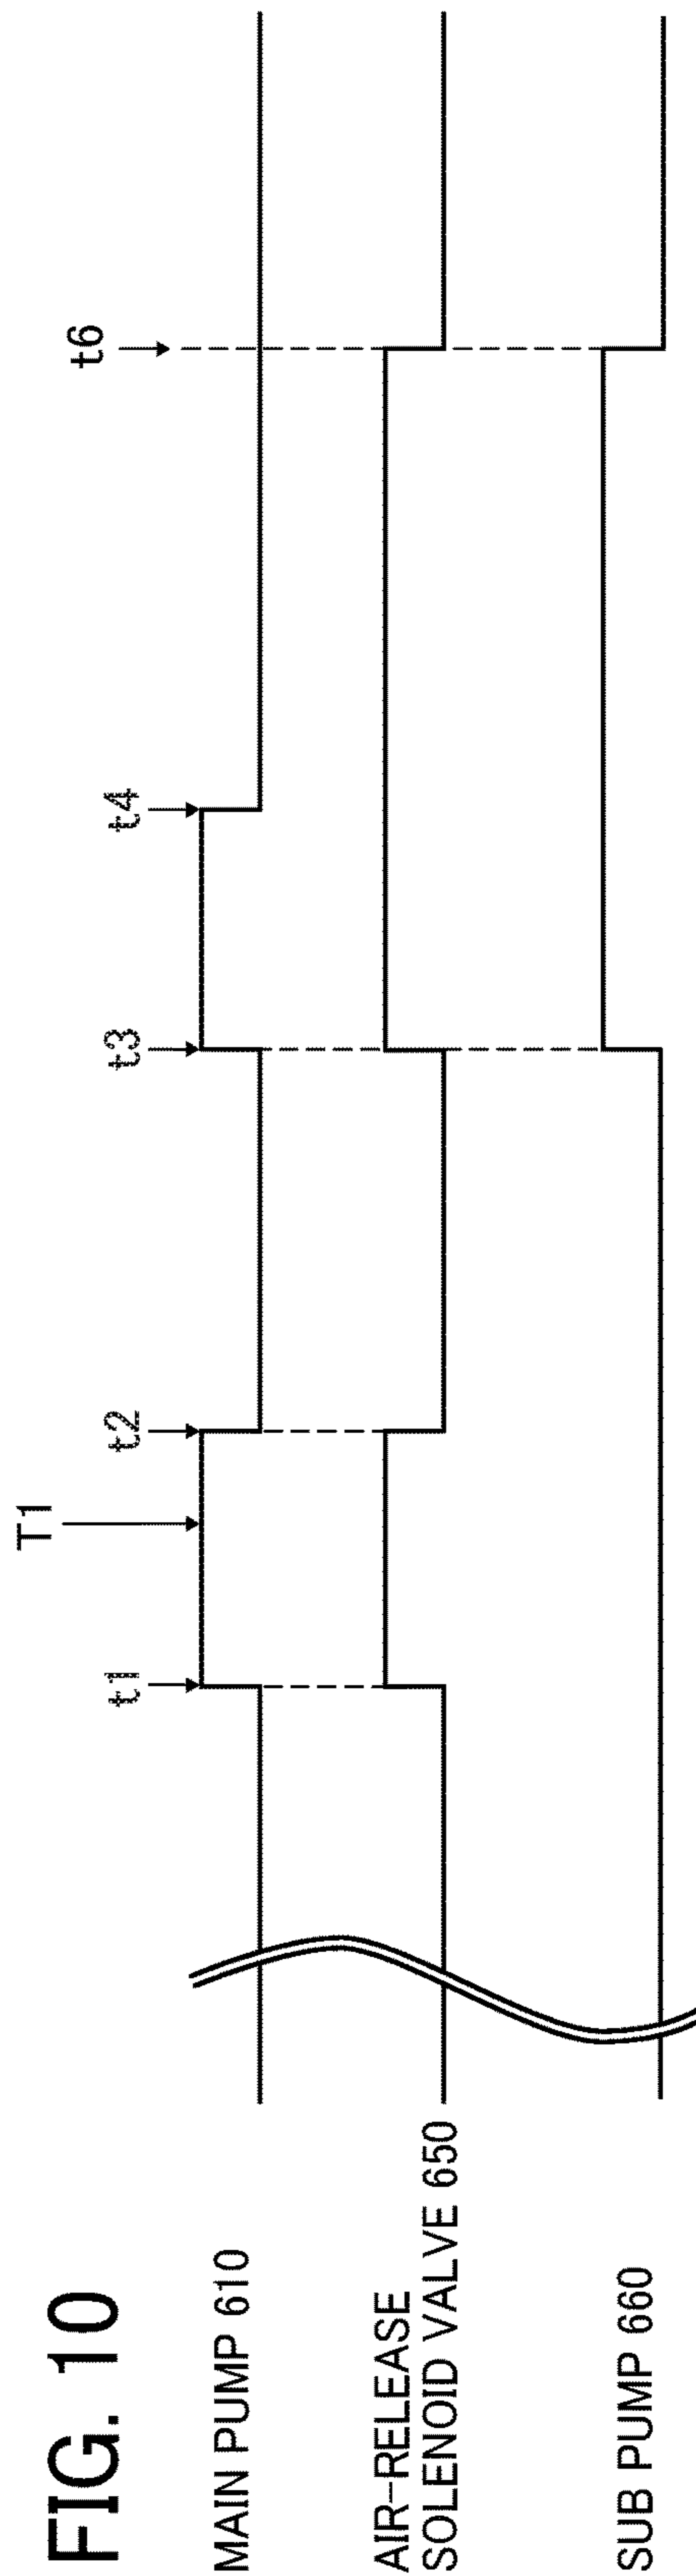 FIG. 10
T1
t1
t2
t3
t4
t6
MAIN PUMP 610
AIR-RELEASE
SOLENOID VALVE 650
SUB PUMP 660